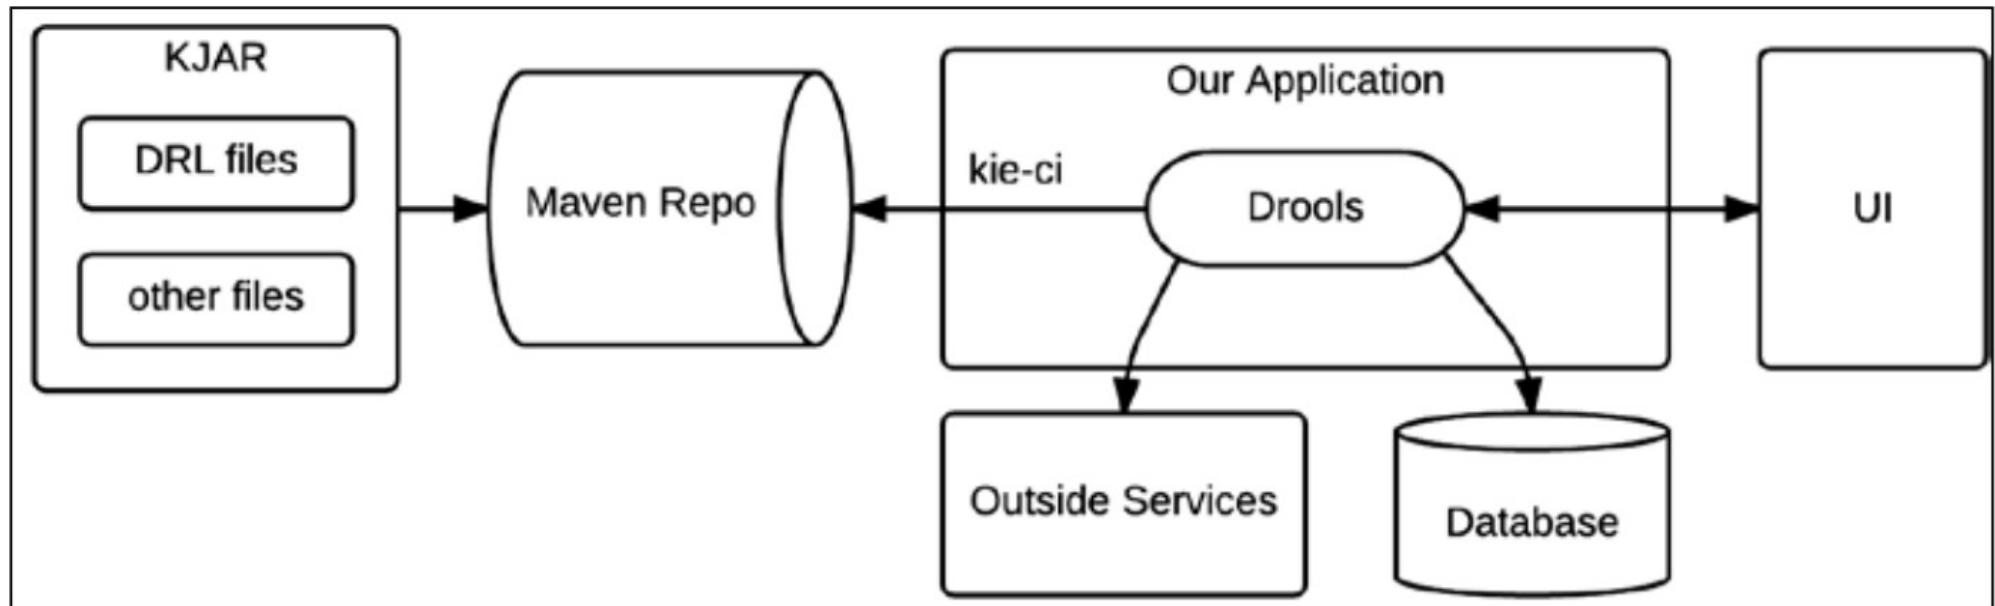 KJAR
DRL files
other files
Maven Repo
Our Application
kie-ci
Drools
UI
Outside Services
Database